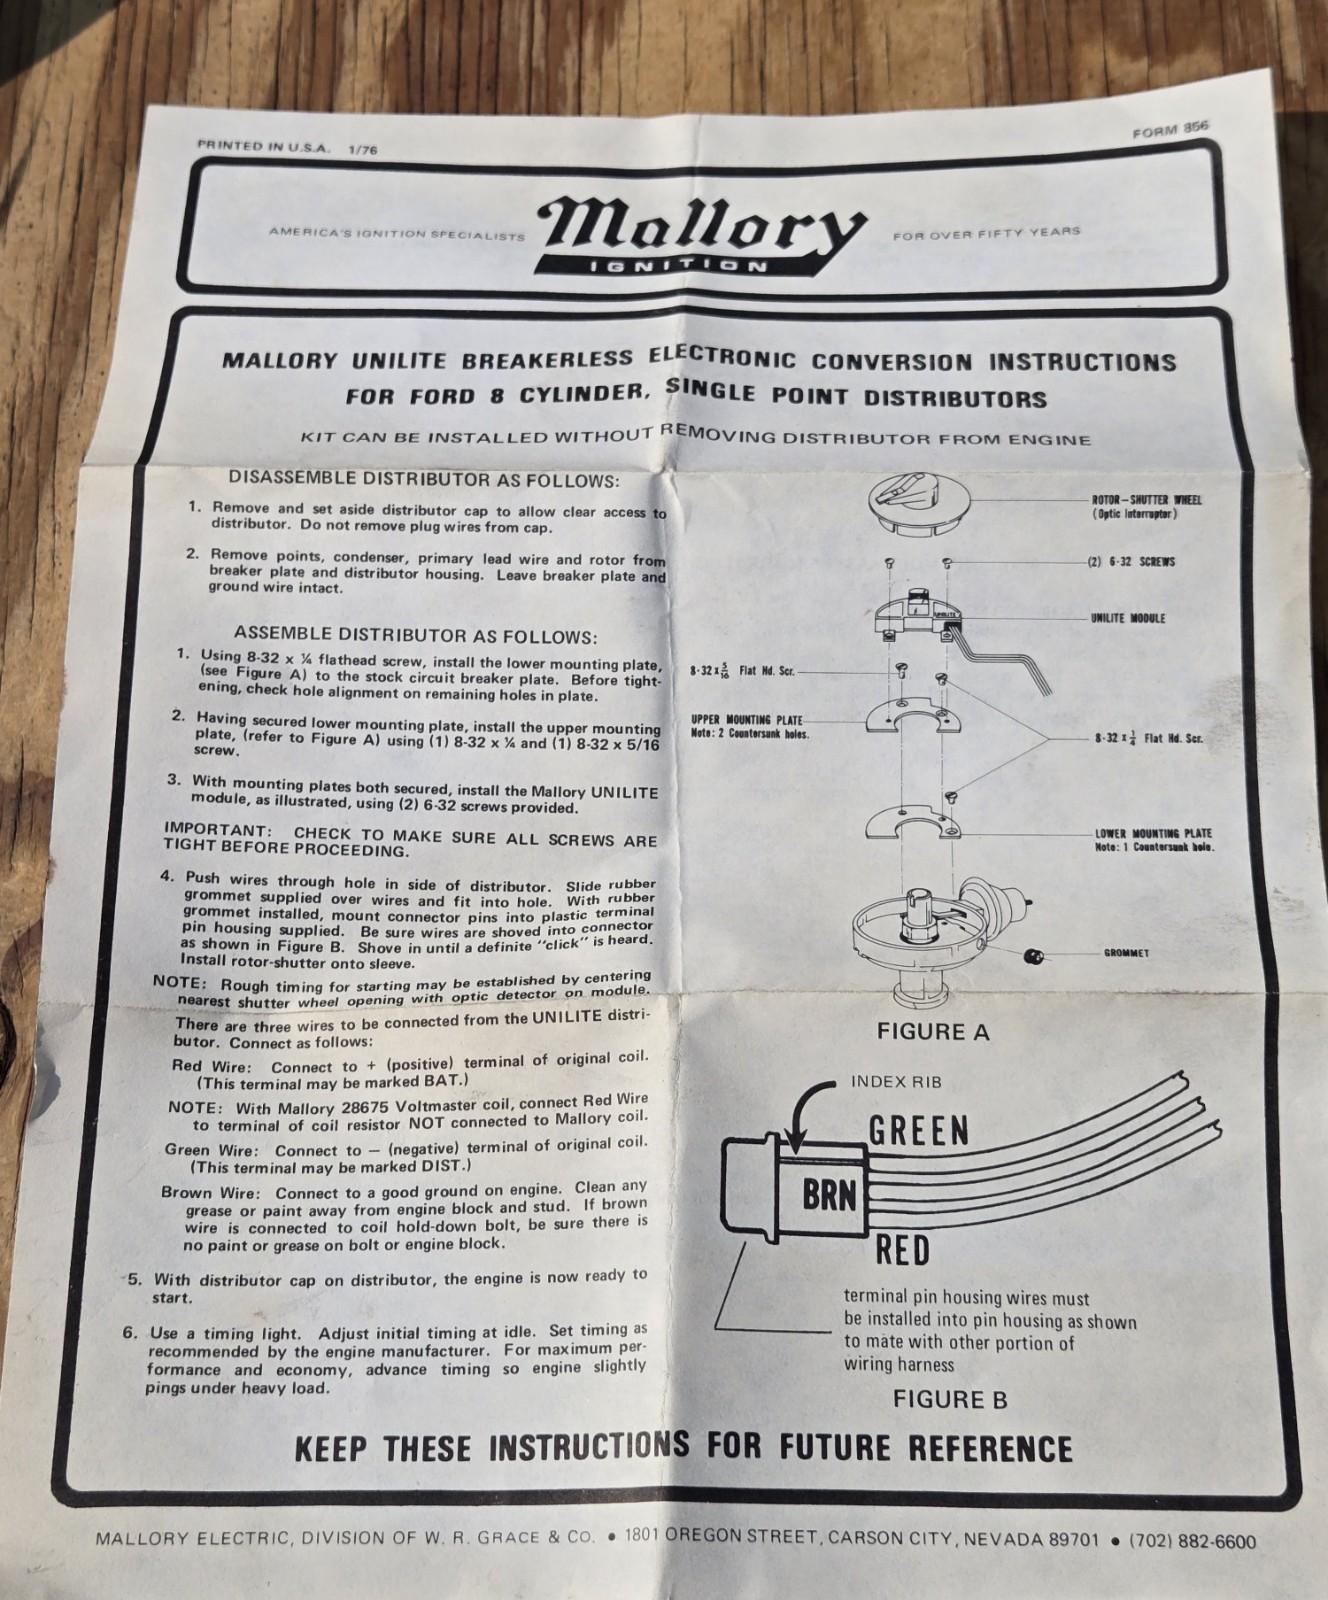 PRINTED IN U.S.A. 1/76
FORM 856
AMERICA'S IGNITION SPECIALISTS
Mallory
IGNITION
FOR OVER FIFTY YEARS
MALLORY UNILITE BREAKERLESS ELECTRONIC CONVERSION INSTRUCTIONS
FOR FORD 8 CYLINDER, SINGLE POINT DISTRIBUTORS
KIT CAN BE INSTALLED WITHOUT REMOVING DISTRIBUTOR FROM ENGINE
DISASSEMBLE DISTRIBUTOR AS FOLLOWS:
1. Remove and set aside distributor cap to allow clear access to
distributor. Do not remove plug wires from cap.
2. Remove points, condenser, primary lead wire and rotor from
breaker plate and distributor housing. Leave breaker plate and
ground wire intact.
ASSEMBLE DISTRIBUTOR AS FOLLOWS:
1. Using 8-32 x ¼ flathead screw, install the lower mounting plate,
(see Figure A) to the stock circuit breaker plate. Before tight-
ening, check hole alignment on remaining holes in plate.
2. Having secured lower mounting plate, install the upper mounting
plate, (refer to Figure A) using (1) 8-32 x ¼ and (1) 8-32 x 5/16
screw.
3. With mounting plates both secured, install the Mallory UNILITE
module, as illustrated, using (2) 6-32 screws provided.
IMPORTANT: CHECK TO MAKE SURE ALL SCREWS ARE
TIGHT BEFORE PROCEEDING.
4. Push wires through hole in side of distributor. Slide rubber
grommet supplied over wires and fit into hole. With rubber
grommet installed, mount connector pins into plastic terminal
pin housing supplied. Be sure wires are shoved into connector
as shown in Figure B. Shove in until a definite "click" is heard.
Install rotor-shutter onto sleeve.
NOTE: Rough timing for starting may be established by centering
nearest shutter wheel opening with optic detector on module.
There are three wires to be connected from the UNILITE distri-
butor. Connect as follows:
Red Wire: Connect to + (positive) terminal of original coil.
(This terminal may be marked BAT.)
NOTE: With Mallory 28675 Voltmaster coil, connect Red Wire
to terminal of coil resistor NOT connected to Mallory coil.
Green Wire: Connect to — (negative) terminal of original coil.
(This terminal may be marked DIST.)
Brown Wire: Connect to a good ground on engine. Clean any
grease or paint away from engine block and stud. If brown
wire is connected to coil hold-down bolt, be sure there is
no paint or grease on bolt or engine block.
5. With distributor cap on distributor, the engine is now ready to
start.
6. Use a timing light. Adjust initial timing at idle. Set timing as
recommended by the engine manufacturer. For maximum per-
formance and economy, advance timing so engine slightly
pings under heavy load.
ROTOR-SHUTTER WHEEL
(Optic Interruptor)
(2) 6-32 SCREWS
UNILITE
UNILITE MODULE
8-32 x 5/16 Flat Hd. Scr.
UPPER MOUNTING PLATE
Note: 2 Countersunk holes.
8-32 x 1/4 Flat Hd. Scr.
LOWER MOUNTING PLATE
Note: 1 Countersunk hole.
GROMMET
FIGURE A
INDEX RIB
GREEN
BRN
RED
terminal pin housing wires must
be installed into pin housing as shown
to mate with other portion of
wiring harness
FIGURE B
KEEP THESE INSTRUCTIONS FOR FUTURE REFERENCE
MALLORY ELECTRIC, DIVISION OF W. R. GRACE & CO. • 1801 OREGON STREET, CARSON CITY, NEVADA 89701 • (702) 882-6600